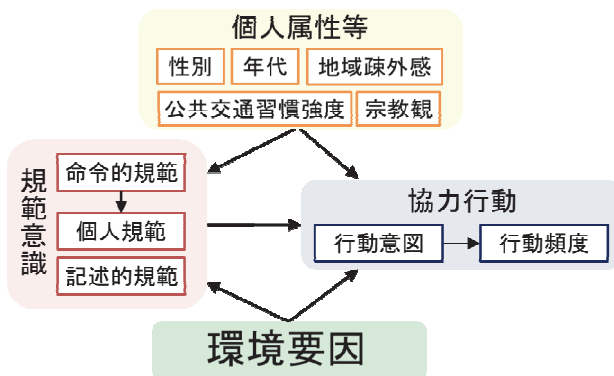 個人属性等
性別 年代 地域疎外感
公共交通習慣強度 宗教観
規範意識
命令的規範
個人規範
記述的規範
協力行動
行動意図 行動頻度
環境要因